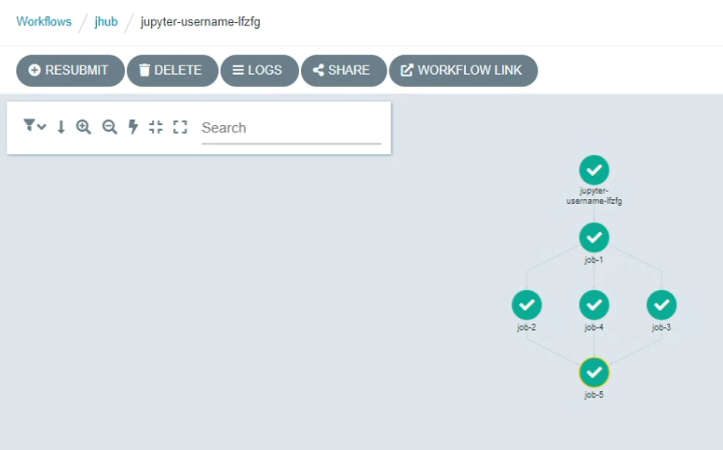 Workflows / jhub / jupyter-username-lfzfg
RESUBMIT DELETE LOGS SHARE WORKFLOW LINK
Search
jupyter-
username-lfzfg
job-1
job-2 job-4 job-3
job-5